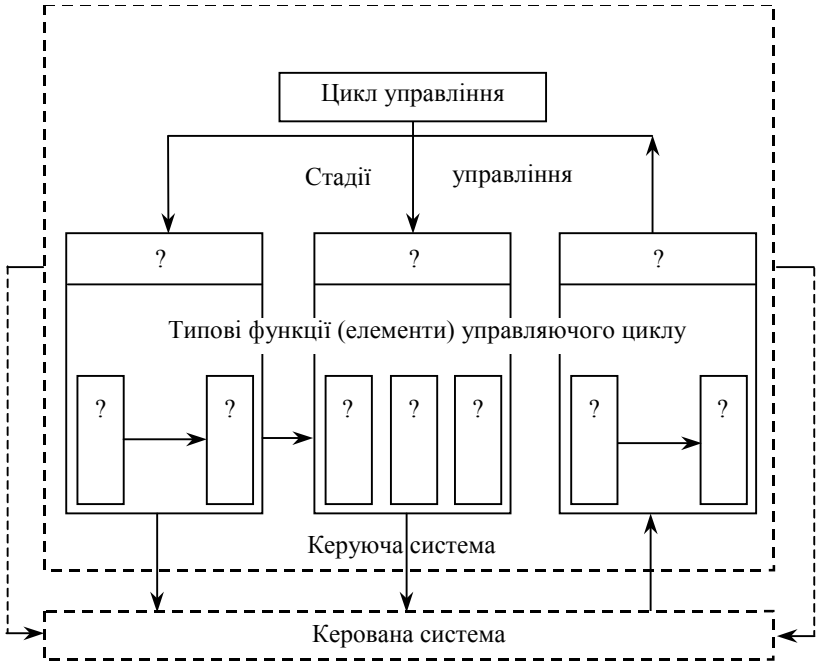 Цикл управління
Стадії управління
? ? ?
Типові функції (елементи) управляючого циклу
? ? ? ? ? ? ?
Керуюча система
Керована система